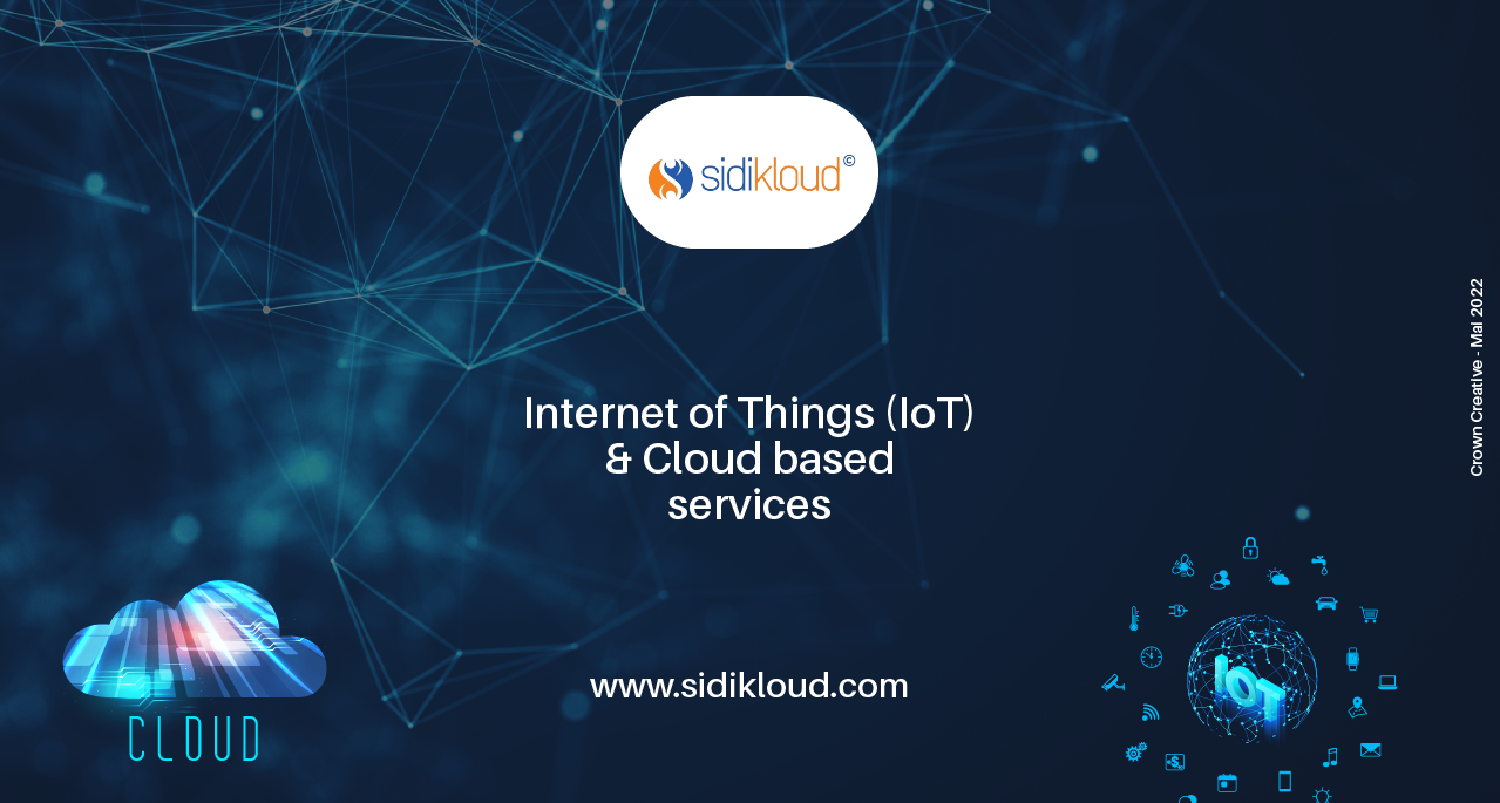 sidikloud©
Internet of Things (IoT)
& Cloud based
services
www.sidikloud.com
CLOUD
IoT
Crown Creative - Mai 2022